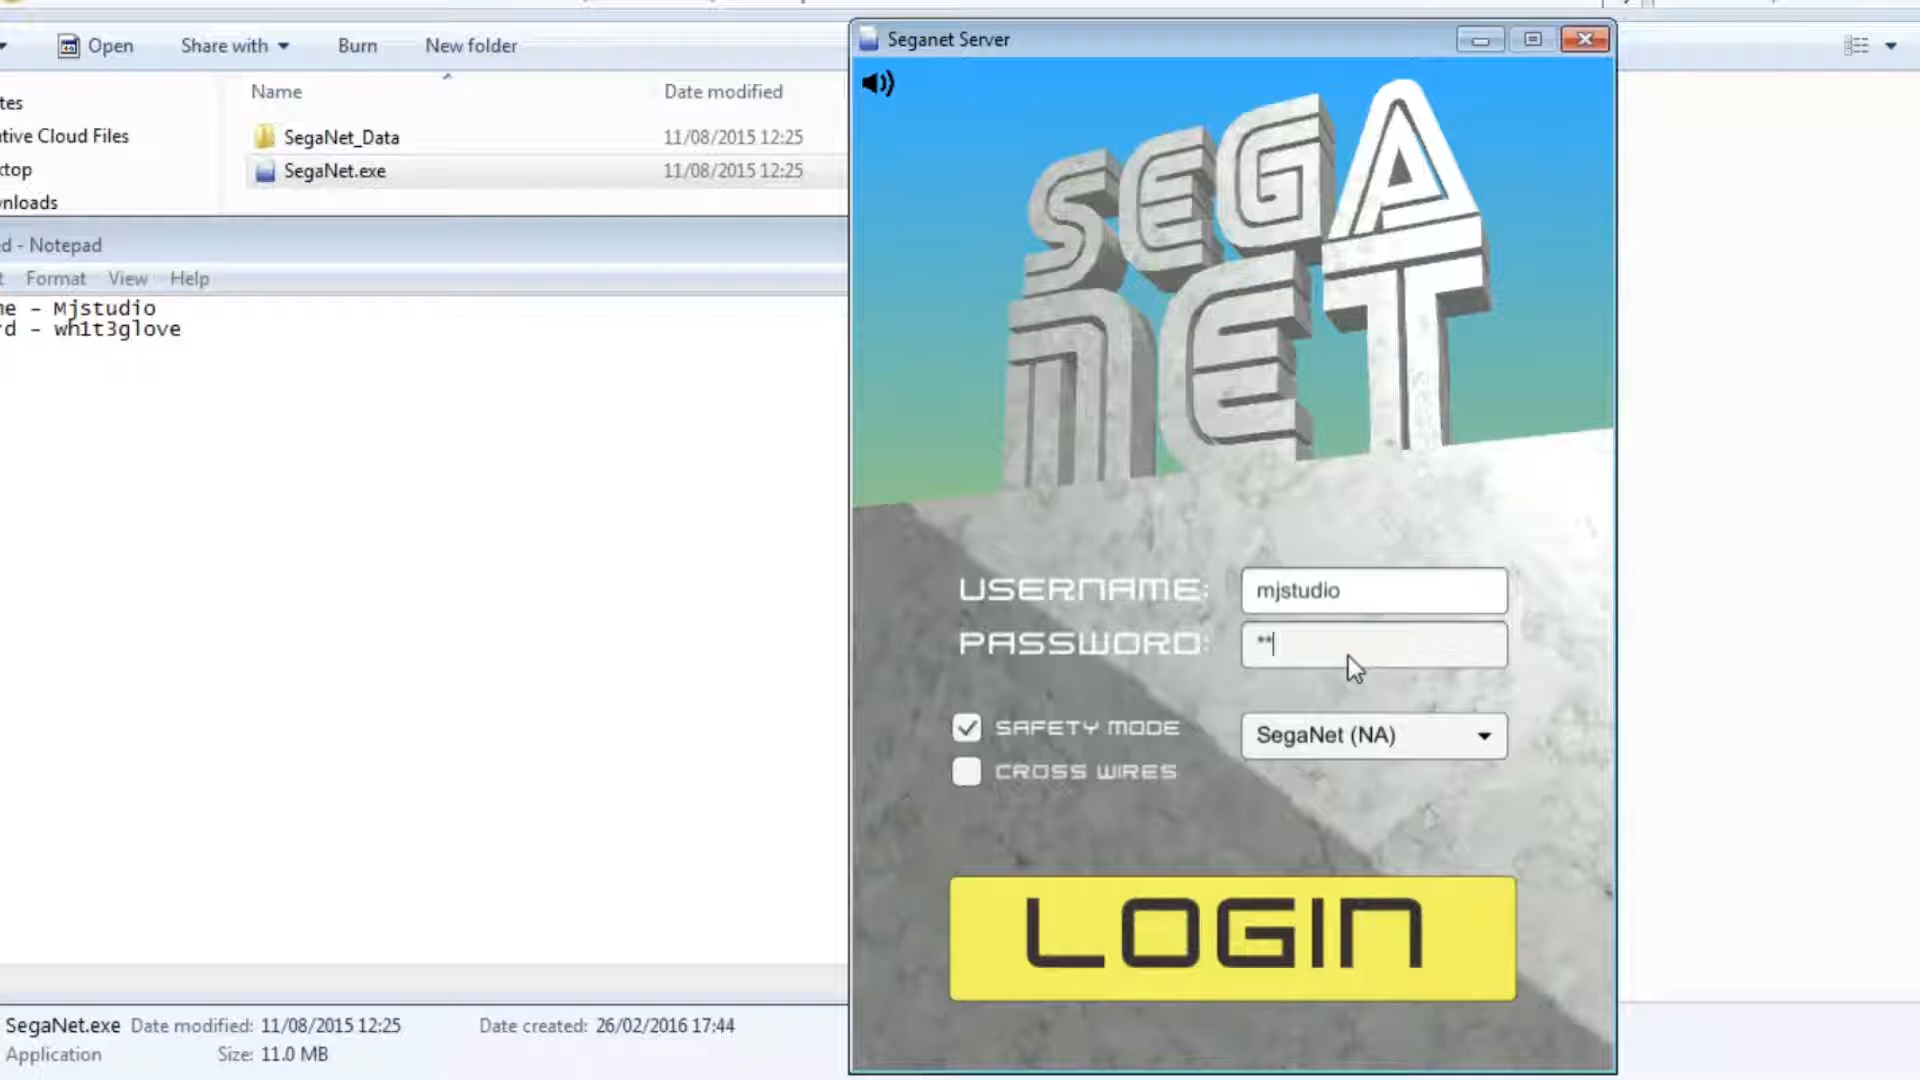 Open
Share with
Burn
New folder
Name
Date modified
SegaNet_Data
11/08/2015 12:25
SegaNet.exe
11/08/2015 12:25
tes
ative Cloud Files
ktop
wnloads
d - Notepad
t Format View Help
me - Mjstudio
rd - wh1t3glove
SegaNet.exe Date modified: 11/08/2015 12:25 Date created: 26/02/2016 17:44
Application Size: 11.0 MB
Seganet Server
SEGA
NET
USERNAME: mjstudio
PASSWORD: **
SAFETY MODE
SegaNet (NA)
CROSS WIRES
LOGIN